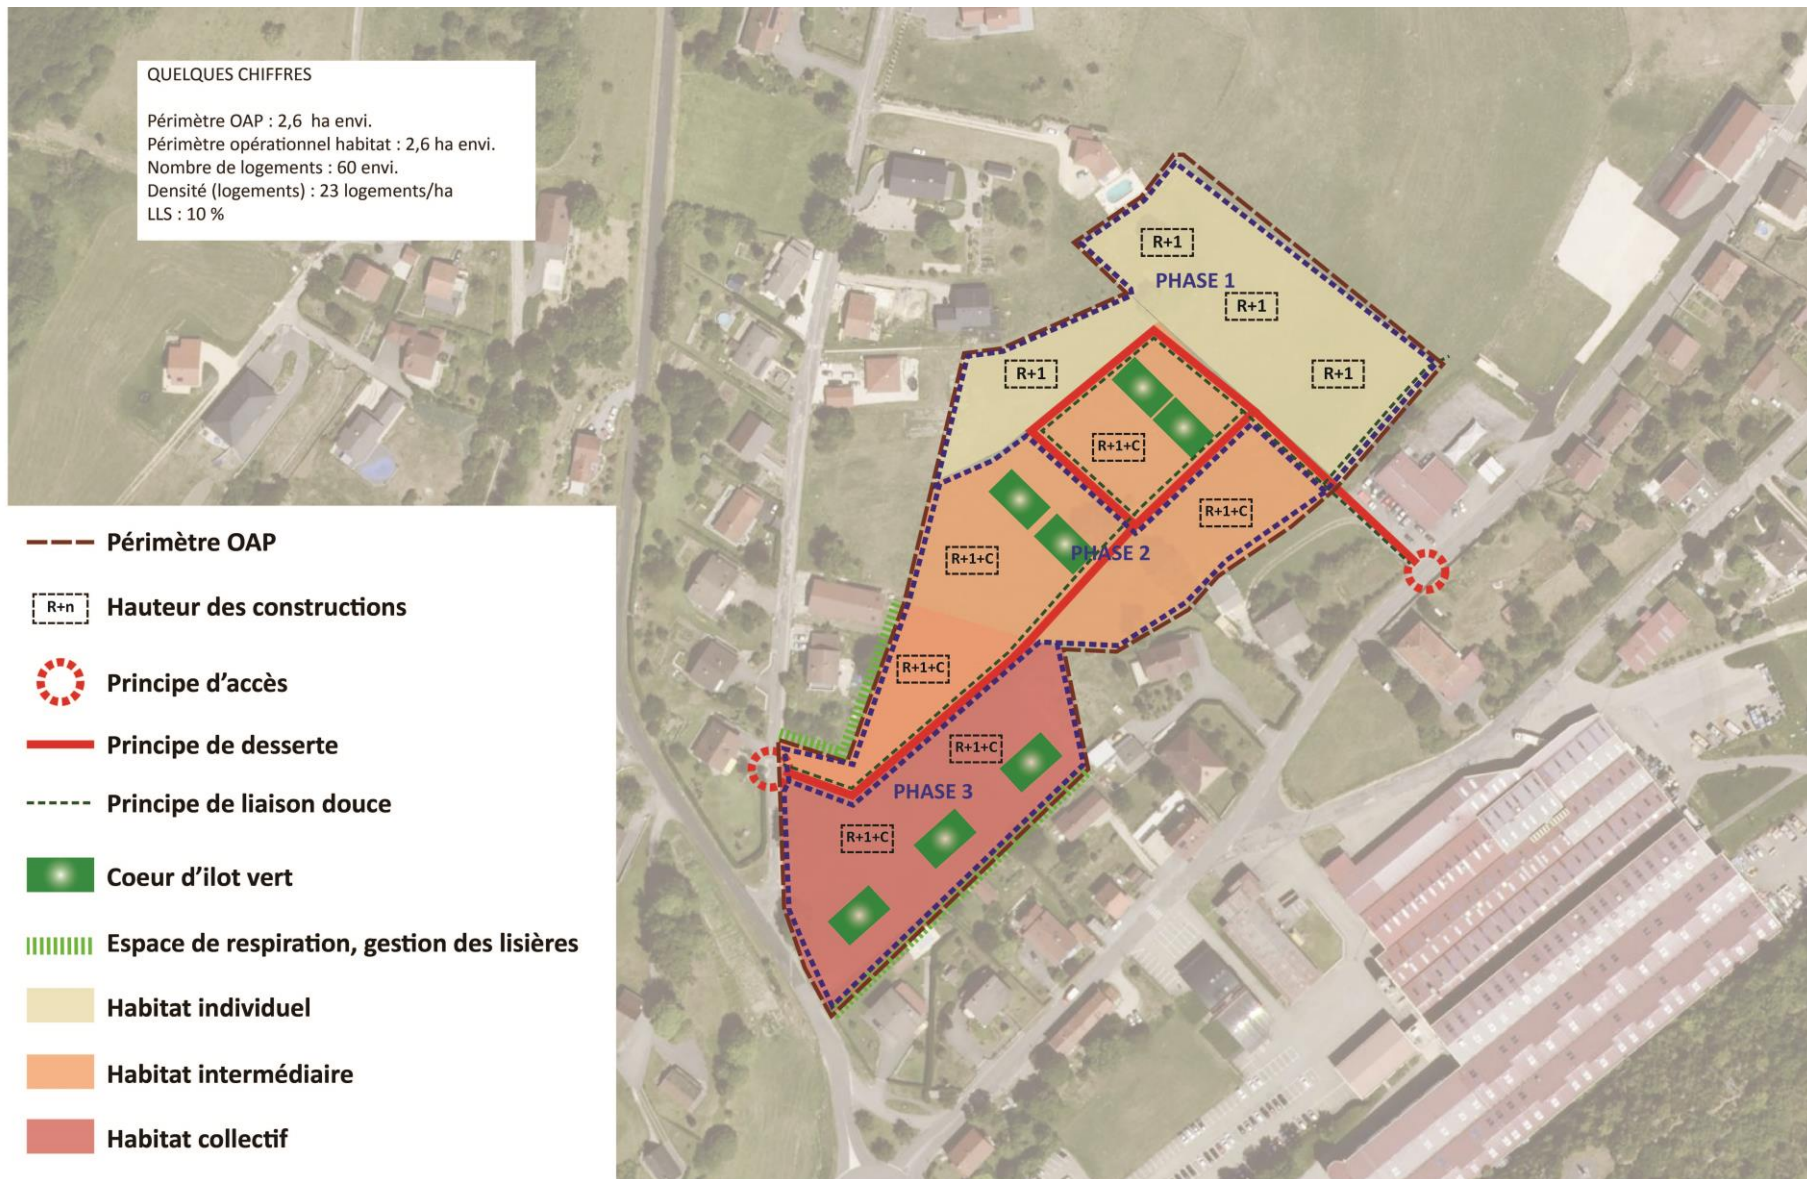 QUELQUES CHIFFRES
Périmètre OAP : 2,6 ha envi.
Périmètre opérationnel habitat : 2,6 ha envi.
Nombre de logements : 60 envi.
Densité (logements) : 23 logements/ha
LLS : 10 %
R+1
PHASE 1
R+1
R+1
R+1
R+1+C
R+1+C
PHASE 2
R+1+C
R+1+C
R+1+C
PHASE 3
R+1+C
Périmètre OAP
R+n
Hauteur des constructions
Principe d'accès
Principe de desserte
Principe de liaison douce
Coeur d'ilot vert
Espace de respiration, gestion des lisières
Habitat individuel
Habitat intermédiaire
Habitat collectif